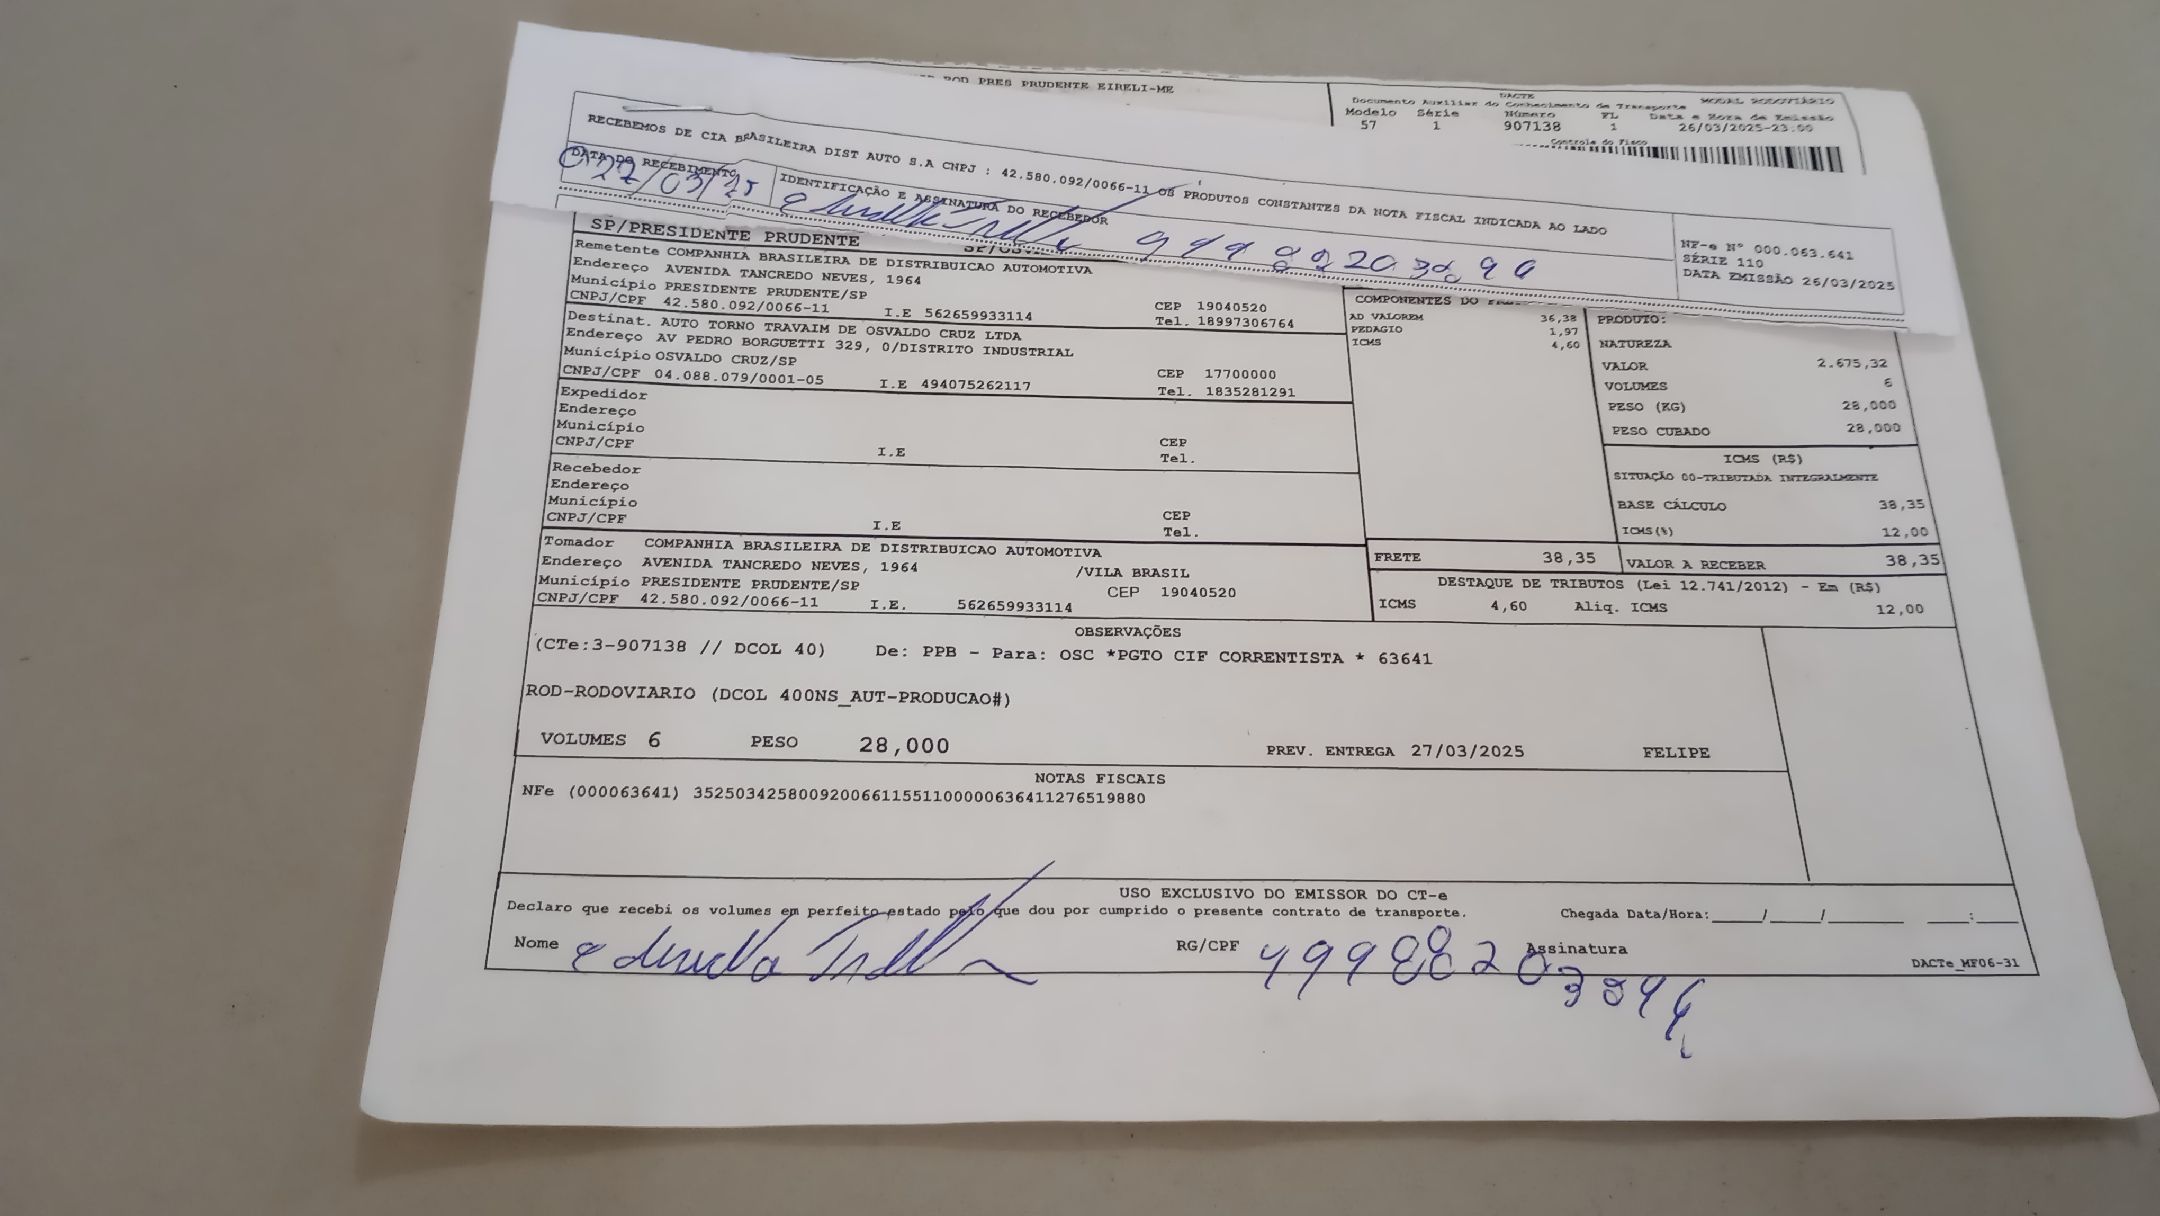 ROD PRES PRUDENTE EIRELI-ME
DACTE
MODAL RODOVIÁRIO
Documento Auxiliar do Conhecimento de Transporte
Modelo Série Número FL Data e Hora de Emissão
57 1 907138 1 26/03/2025-23:00
Controle do Fisco
RECEBEMOS DE CIA BRASILEIRA DIST AUTO S.A CNPJ : 42.580.092/0066-11 OS PRODUTOS CONSTANTES DA NOTA FISCAL INDICADA AO LADO
DATA DO RECEBIMENTO
27/03/25
IDENTIFICAÇÃO E ASSINATURA DO RECEBEDOR
NF-e Nº 000.063.641
SÉRIE 110
DATA EMISSÃO 26/03/2025
SP/PRESIDENTE PRUDENTE
Remetente COMPANHIA BRASILEIRA DE DISTRIBUICAO AUTOMOTIVA
Endereço AVENIDA TANCREDO NEVES, 1964
Município PRESIDENTE PRUDENTE/SP CEP 19040520
CNPJ/CPF 42.580.092/0066-11 I.E 562659933114 Tel. 18997306764
Destinat. AUTO TORNO TRAVAIM DE OSVALDO CRUZ LTDA
Endereço AV PEDRO BORGUETTI 329, 0/DISTRITO INDUSTRIAL
Município OSVALDO CRUZ/SP CEP 17700000
CNPJ/CPF 04.088.079/0001-05 I.E 494075262117 Tel. 1835281291
Expedidor
Endereço
Município CEP
CNPJ/CPF I.E Tel.
Recebedor
Endereço
Município CEP
CNPJ/CPF I.E Tel.
Tomador COMPANHIA BRASILEIRA DE DISTRIBUICAO AUTOMOTIVA
Endereço AVENIDA TANCREDO NEVES, 1964 /VILA BRASIL
Município PRESIDENTE PRUDENTE/SP CEP 19040520
CNPJ/CPF 42.580.092/0066-11 I.E. 562659933114
COMPONENTES DO
AD VALOREM 36,38
PEDAGIO 1,97
ICMS 4,60
PRODUTO:
NATUREZA
VALOR 2.675,32
VOLUMES 6
PESO (KG) 28,000
PESO CUBADO 28,000
ICMS (R$)
SITUAÇÃO 00-TRIBUTADA INTEGRALMENTE
BASE CÁLCULO 38,35
ICMS(%) 12,00
FRETE 38,35 VALOR A RECEBER 38,35
DESTAQUE DE TRIBUTOS (Lei 12.741/2012) - Em (R$)
ICMS 4,60 Aliq. ICMS 12,00
OBSERVAÇÕES
(CTe:3-907138 // DCOL 40) De: PPB - Para: OSC *PGTO CIF CORRENTISTA * 63641
ROD-RODOVIARIO (DCOL 400NS_AUT-PRODUCAO#)
VOLUMES 6 PESO 28,000 PREV. ENTREGA 27/03/2025 FELIPE
NOTAS FISCAIS
NFe (000063641) 35250342580092006611551100000636411276519880
USO EXCLUSIVO DO EMISSOR DO CT-e
Declaro que recebi os volumes em perfeito estado pelo que dou por cumprido o presente contrato de transporte. Chegada Data/Hora:____/____/______ ___:___
Nome RG/CPF Assinatura
DACTe_MF06-31